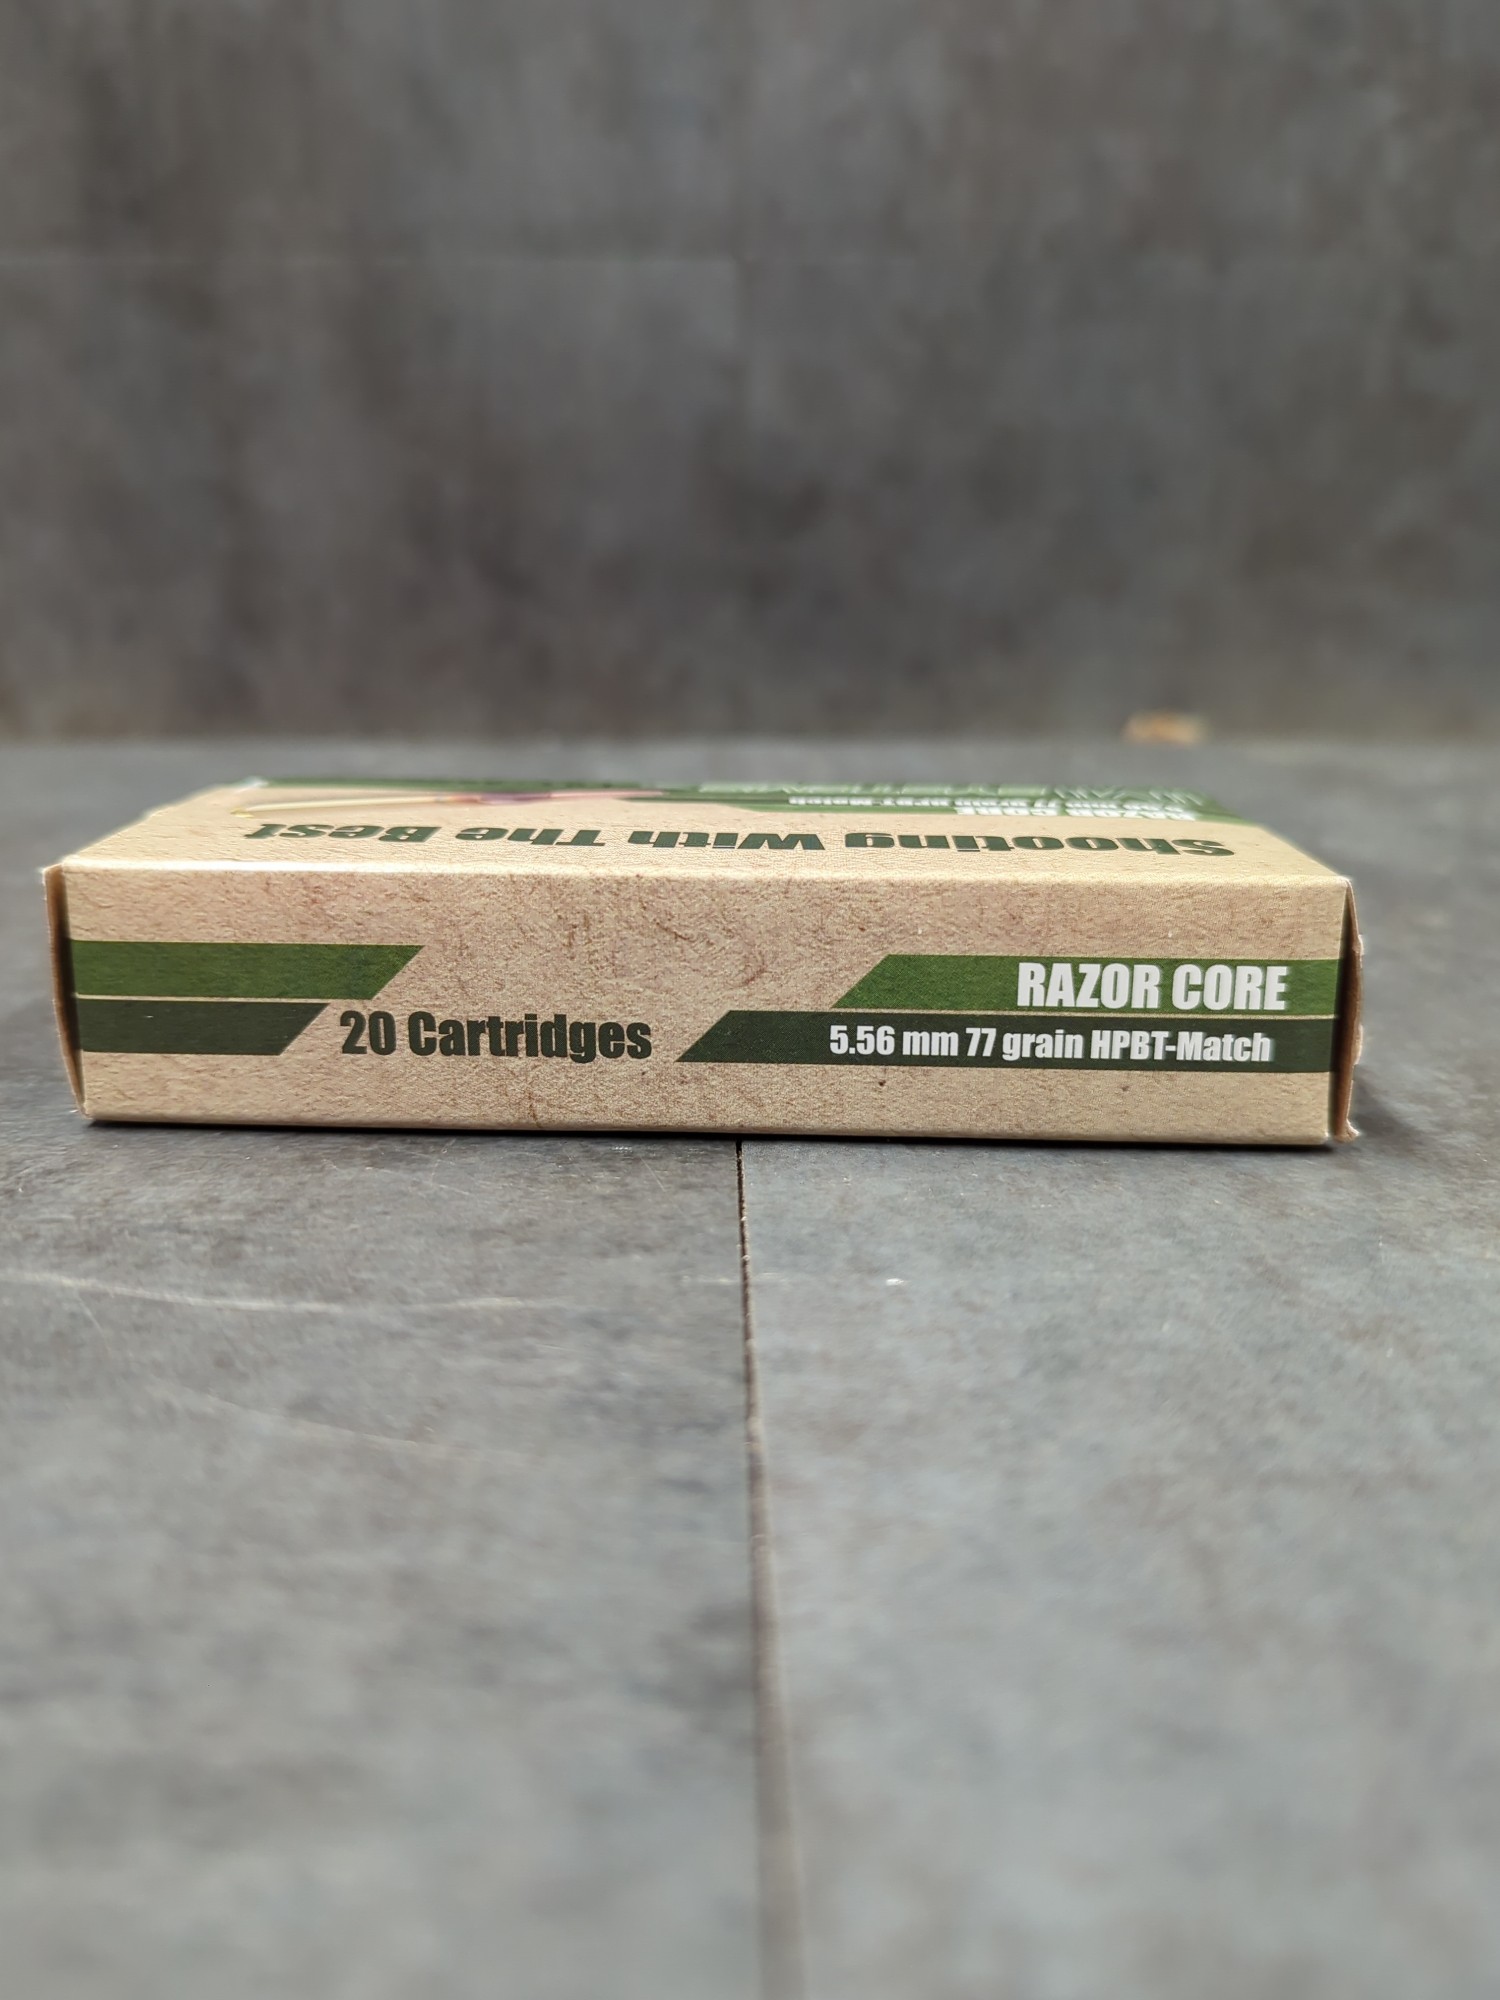 Shooting With The Best
20 Cartridges
RAZOR CORE
5.56 mm 77 grain HPBT-Match